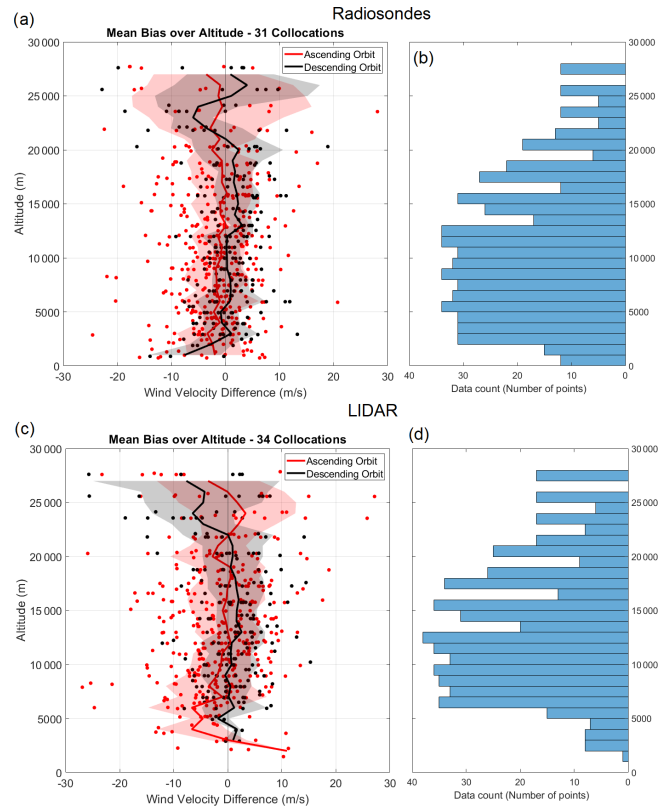 Radiosondes
(a)
Mean Bias over Altitude - 31 Collocations
Ascending Orbit
Descending Orbit
30 000
25 000
20 000
15 000
10 000
5000
0
Altitude (m)
-30 -20 -10 0 10 20 30
Wind Velocity Difference (m/s)
(b)
30 000
25 000
20 000
15 000
10 000
5000
0
40 30 20 10 0
Data count (Number of points)
LIDAR
(c)
Mean Bias over Altitude - 34 Collocations
Ascending Orbit
Descending Orbit
30 000
25 000
20 000
15 000
10 000
5000
0
Altitude (m)
-30 -20 -10 0 10 20 30
Wind Velocity Difference (m/s)
(d)
30 000
25 000
20 000
15 000
10 000
5000
0
40 30 20 10 0
Data count (Number of points)